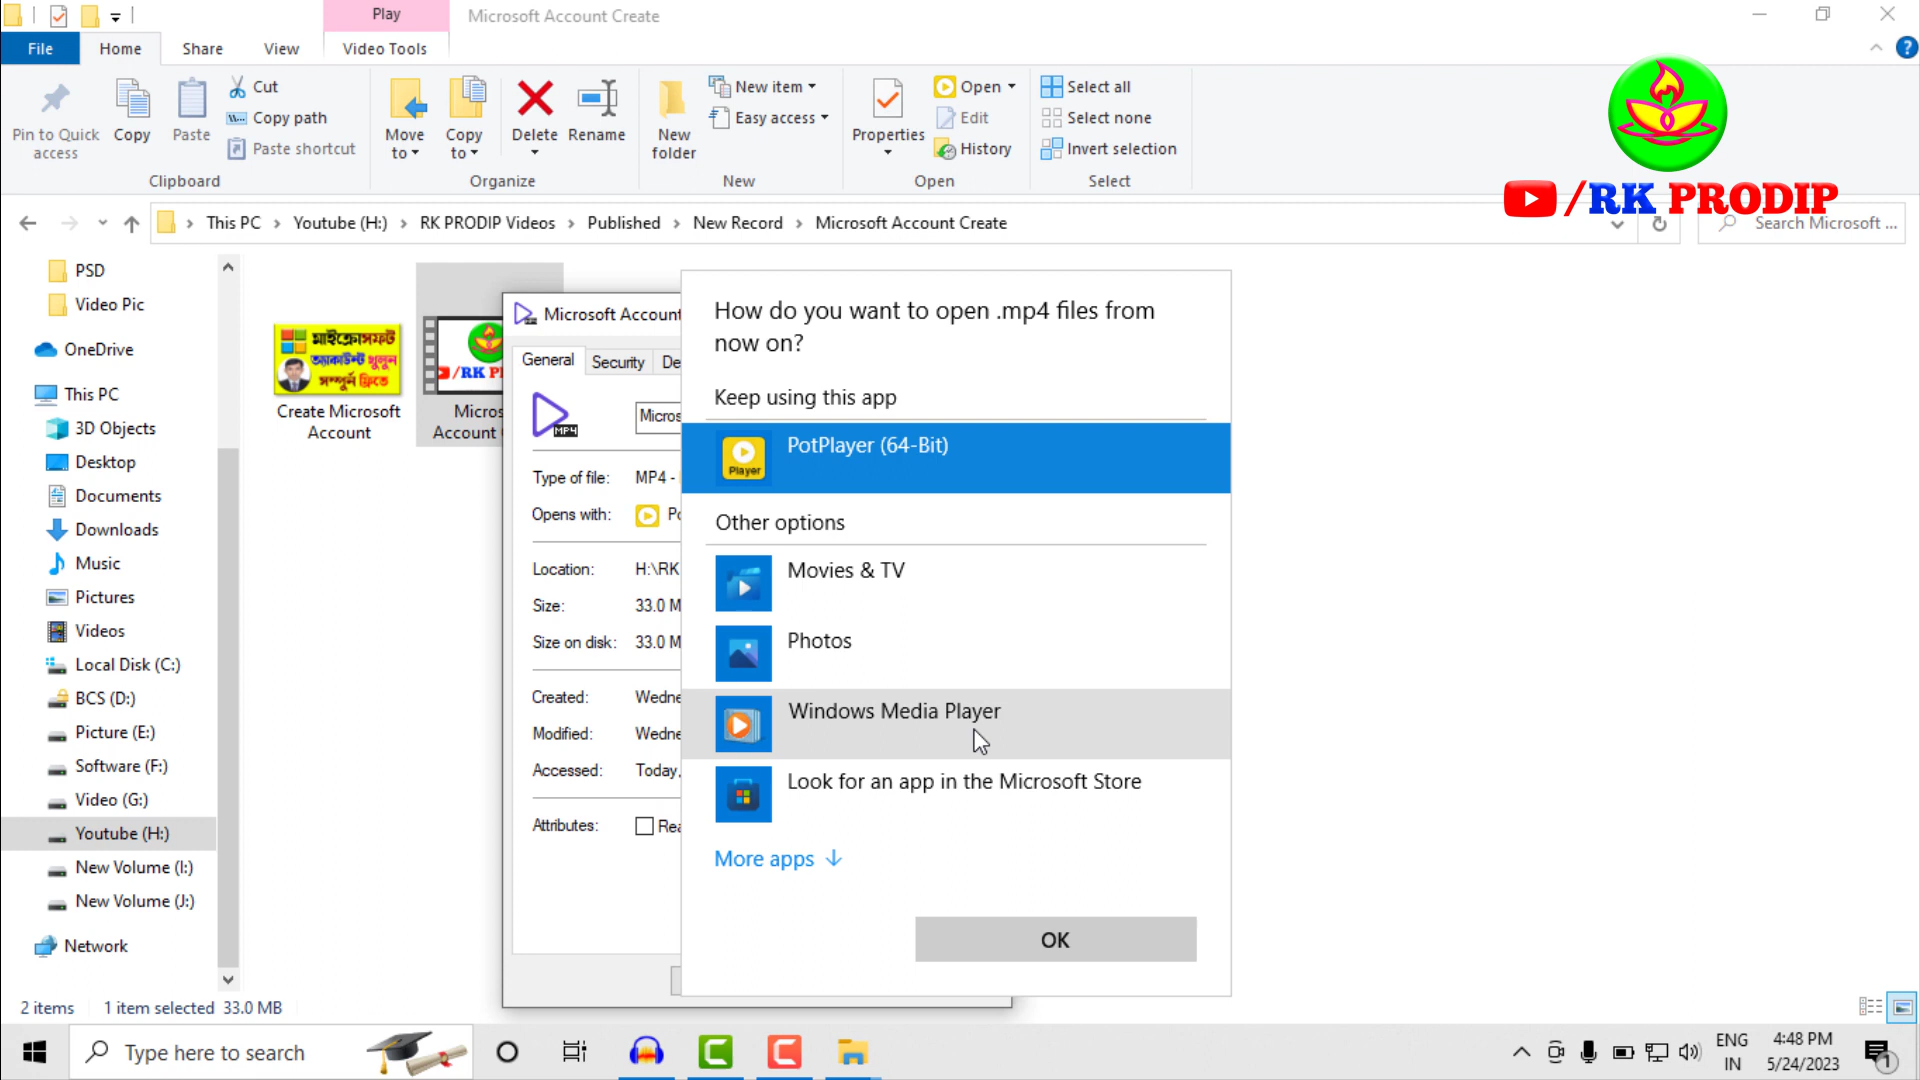 Play
Microsoft Account Create
File
Home
Share
View
Video Tools
Pin to Quick
access
Copy
Paste
Cut
Copy path
Paste shortcut
Clipboard
Move
to
Copy
to
Delete
Rename
Organize
New
folder
New item
Easy access
New
Properties
Open
Edit
History
Open
Select all
Select none
Invert selection
Select
/RK PRODIP
This PC
Youtube (H:)
RK PRODIP Videos
Published
New Record
Microsoft Account Create
Search Microsoft ...
PSD
Video Pic
OneDrive
This PC
3D Objects
Desktop
Documents
Downloads
Music
Pictures
Videos
Local Disk (C:)
BCS (D:)
Picture (E:)
Software (F:)
Video (G:)
Youtube (H:)
New Volume (I:)
New Volume (J:)
Network
মাইক্রোসফট
অ্যাকাউন্ট খুলুন
সম্পূর্ন ফ্রিতে
Create Microsoft
Account
/RK P
Micros
Account
Microsoft Account
General
Security
De
MP4
Micros
Type of file:
MP4 -
Opens with:
Po
Location:
H:\RK
Size:
33.0 M
Size on disk:
33.0 M
Created:
Wedne
Modified:
Wedne
Accessed:
Today,
Attributes:
Rea
How do you want to open .mp4 files from
now on?
Keep using this app
Player
PotPlayer (64-Bit)
Other options
Movies & TV
Photos
Windows Media Player
Look for an app in the Microsoft Store
More apps
OK
2 items
1 item selected 33.0 MB
Type here to search
ENG
IN
4:48 PM
5/24/2023
1